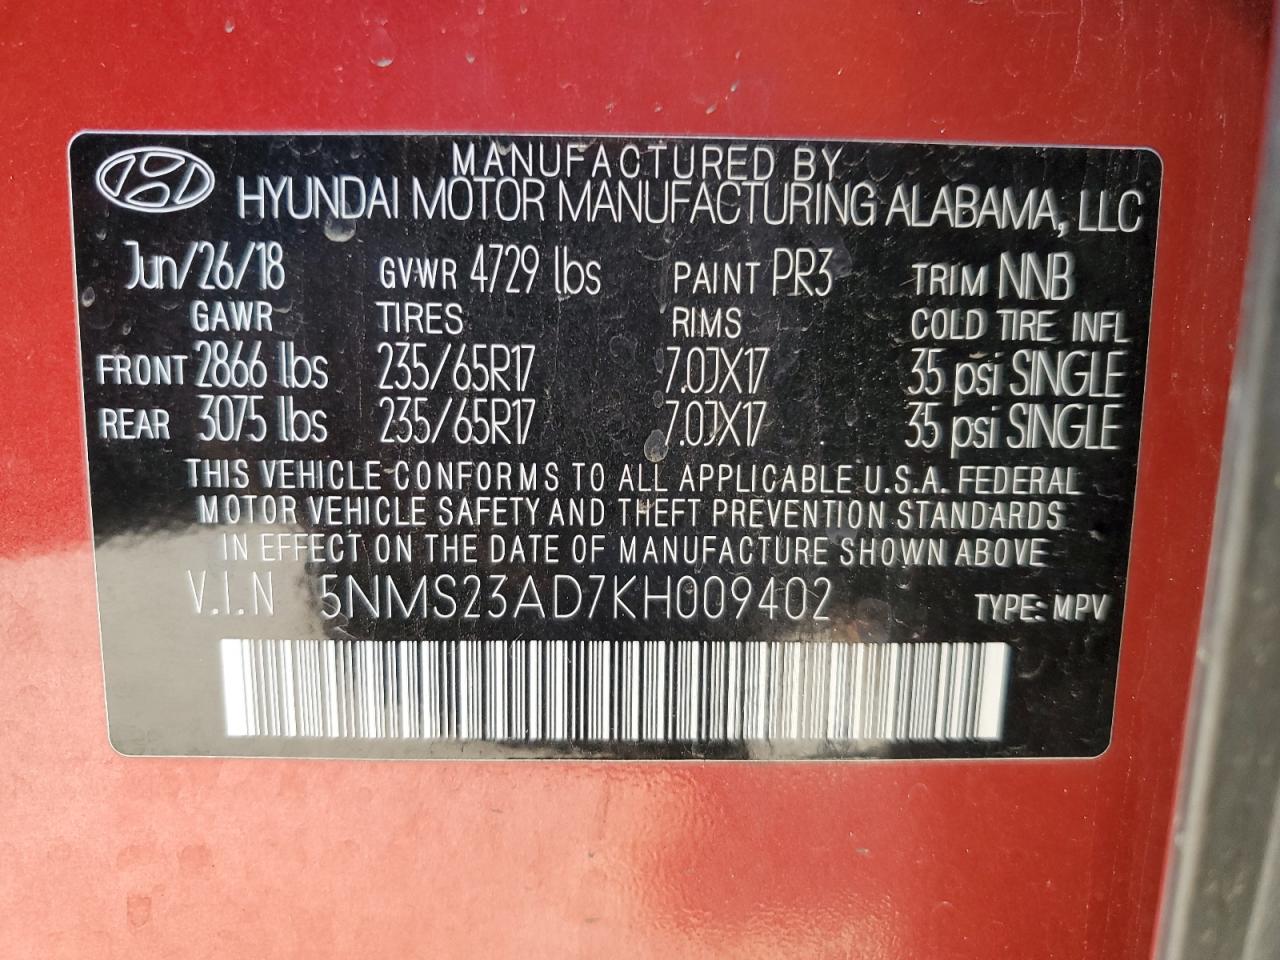 MANUFACTURED BY
HYUNDAI MOTOR MANUFACTURING ALABAMA, LLC
Jun/26/18 GVWR 4729 lbs PAINT PR3 TRIM NNB
GAWR TIRES RIMS COLD TIRE INFL
FRONT 2866 lbs 235/65R17 7.0JX17 35 psi SINGLE
REAR 3075 lbs 235/65R17 7.0JX17 35 psi SINGLE
THIS VEHICLE CONFORMS TO ALL APPLICABLE U.S.A. FEDERAL
MOTOR VEHICLE SAFETY AND THEFT PREVENTION STANDARDS
IN EFFECT ON THE DATE OF MANUFACTURE SHOWN ABOVE
V.I.N 5NMS23AD7KH009402 TYPE: MPV